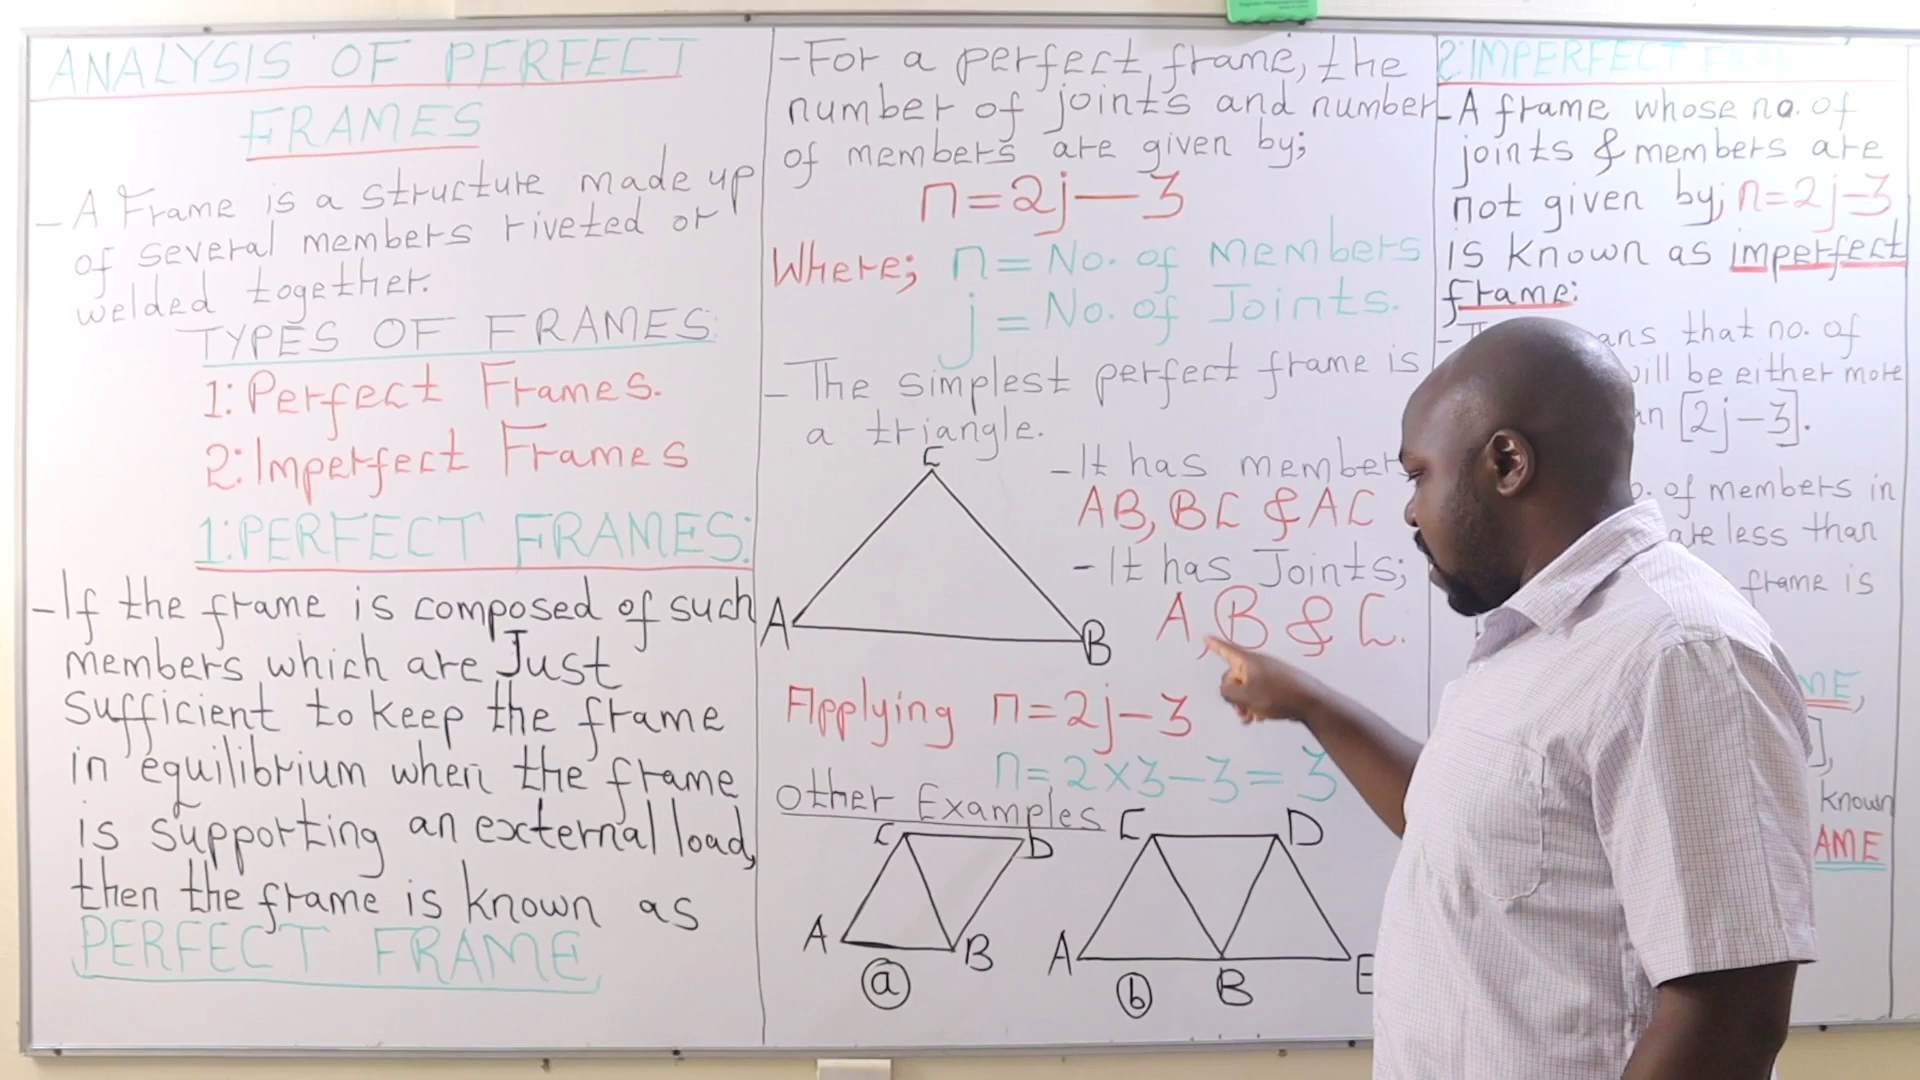 ANALYSIS OF PERFECT
FRAMES
- A Frame is a structure made up
of several members riveted or
welded together.
TYPES OF FRAMES:
1: Perfect Frames.
2: Imperfect Frames
1: PERFECT FRAMES:
- If the frame is composed of such
members which are Just
sufficient to keep the frame
in equilibrium when the frame
is supporting an external load,
then the frame is known as
PERFECT FRAME
- For a perfect frame, the
number of joints and number
of members are given by;
n=2j-3
Where; n = No. of members
j = No. of Joints.
- The simplest perfect frame is
a triangle.
C
A
B
- It has member
AB, BC & AC
- It has Joints;
A, B & C.
Applying n=2j-3
n=2x3-3=3
Other Examples
C D
A B
(a)
C D
A B E
(b)
2: IMPERFECT
- A frame whose no. of
joints & members are
not given by; n=2j-3
is known as imperfect
frame:
that no. of
will be either more
[2j-3].
of members in
are less than
frame is
known